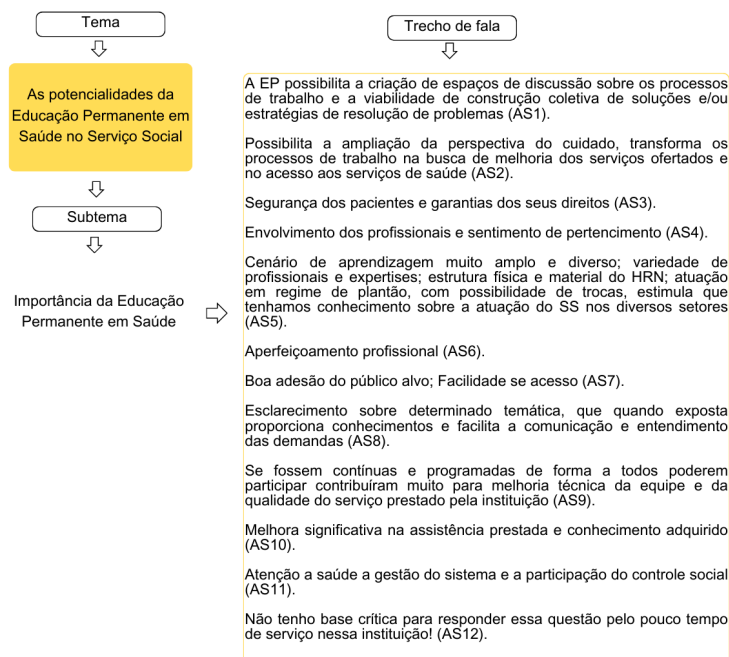 Tema
As potencialidades da
Educação Permanente em
Saúde no Serviço Social
Subtema
Importância da Educação
Permanente em Saúde
Trecho de fala
A EP possibilita a criação de espaços de discussão sobre os processos
de trabalho e a viabilidade de construção coletiva de soluções e/ou
estratégias de resolução de problemas (AS1).
Possibilita a ampliação da perspectiva do cuidado, transforma os
processos de trabalho na busca de melhoria dos serviços ofertados e
no acesso aos serviços de saúde (AS2).
Segurança dos pacientes e garantias dos seus direitos (AS3).
Envolvimento dos profissionais e sentimento de pertencimento (AS4).
Cenário de aprendizagem muito amplo e diverso; variedade de
profissionais e expertises; estrutura física e material do HRN; atuação
em regime de plantão, com possibilidade de trocas, estimula que
tenhamos conhecimento sobre a atuação do SS nos diversos setores
(AS5).
Aperfeiçoamento profissional (AS6).
Boa adesão do público alvo; Facilidade se acesso (AS7).
Esclarecimento sobre determinado temática, que quando exposta
proporciona conhecimentos e facilita a comunicação e entendimento
das demandas (AS8).
Se fossem contínuas e programadas de forma a todos poderem
participar contribuíram muito para melhoria técnica da equipe e da
qualidade do serviço prestado pela instituição (AS9).
Melhora significativa na assistência prestada e conhecimento adquirido
(AS10).
Atenção a saúde a gestão do sistema e a participação do controle social
(AS11).
Não tenho base crítica para responder essa questão pelo pouco tempo
de serviço nessa instituição! (AS12).